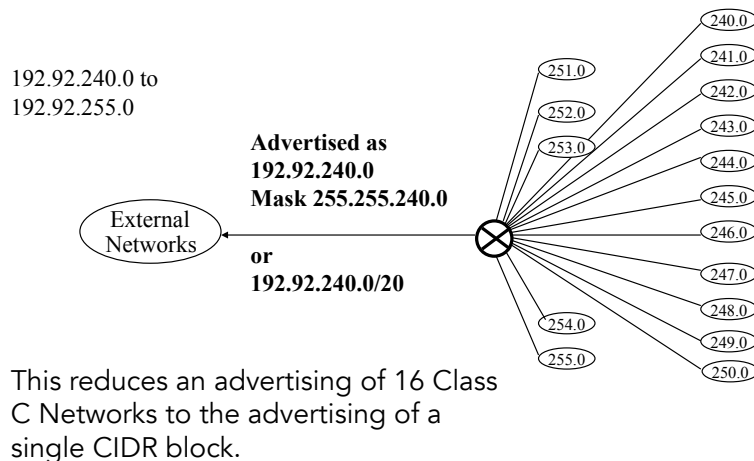 192.92.240.0 to
192.92.255.0
Advertised as
192.92.240.0
Mask 255.255.240.0
External
Networks
or
192.92.240.0/20
251.0
252.0
253.0
254.0
255.0
240.0
241.0
242.0
243.0
244.0
245.0
246.0
247.0
248.0
249.0
250.0
This reduces an advertising of 16 Class
C Networks to the advertising of a
single CIDR block.